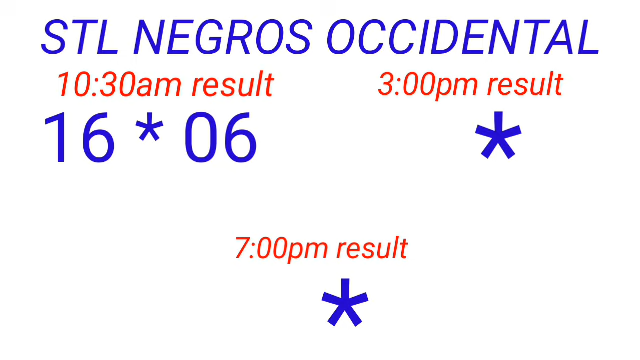 STL NEGROS OCCIDENTAL
10:30am result 3:00pm result
16 * 06 *
7:00pm result
*